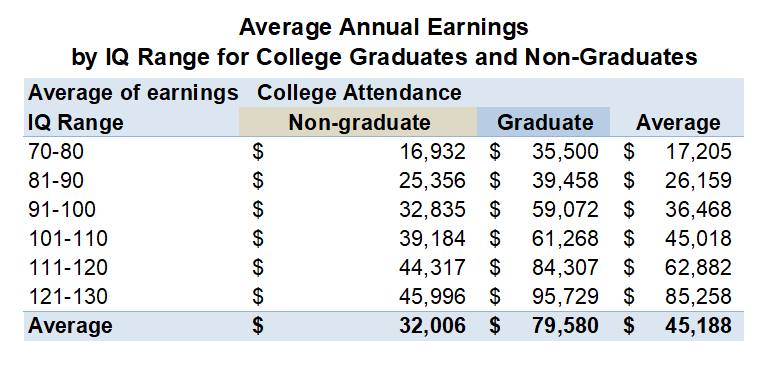 Average Annual Earnings
by IQ Range for College Graduates and Non-Graduates
Average of earnings College Attendance
IQ Range Non-graduate Graduate Average
70-80 $ 16,932 $ 35,500 $ 17,205
81-90 $ 25,356 $ 39,458 $ 26,159
91-100 $ 32,835 $ 59,072 $ 36,468
101-110 $ 39,184 $ 61,268 $ 45,018
111-120 $ 44,317 $ 84,307 $ 62,882
121-130 $ 45,996 $ 95,729 $ 85,258
Average $ 32,006 $ 79,580 $ 45,188